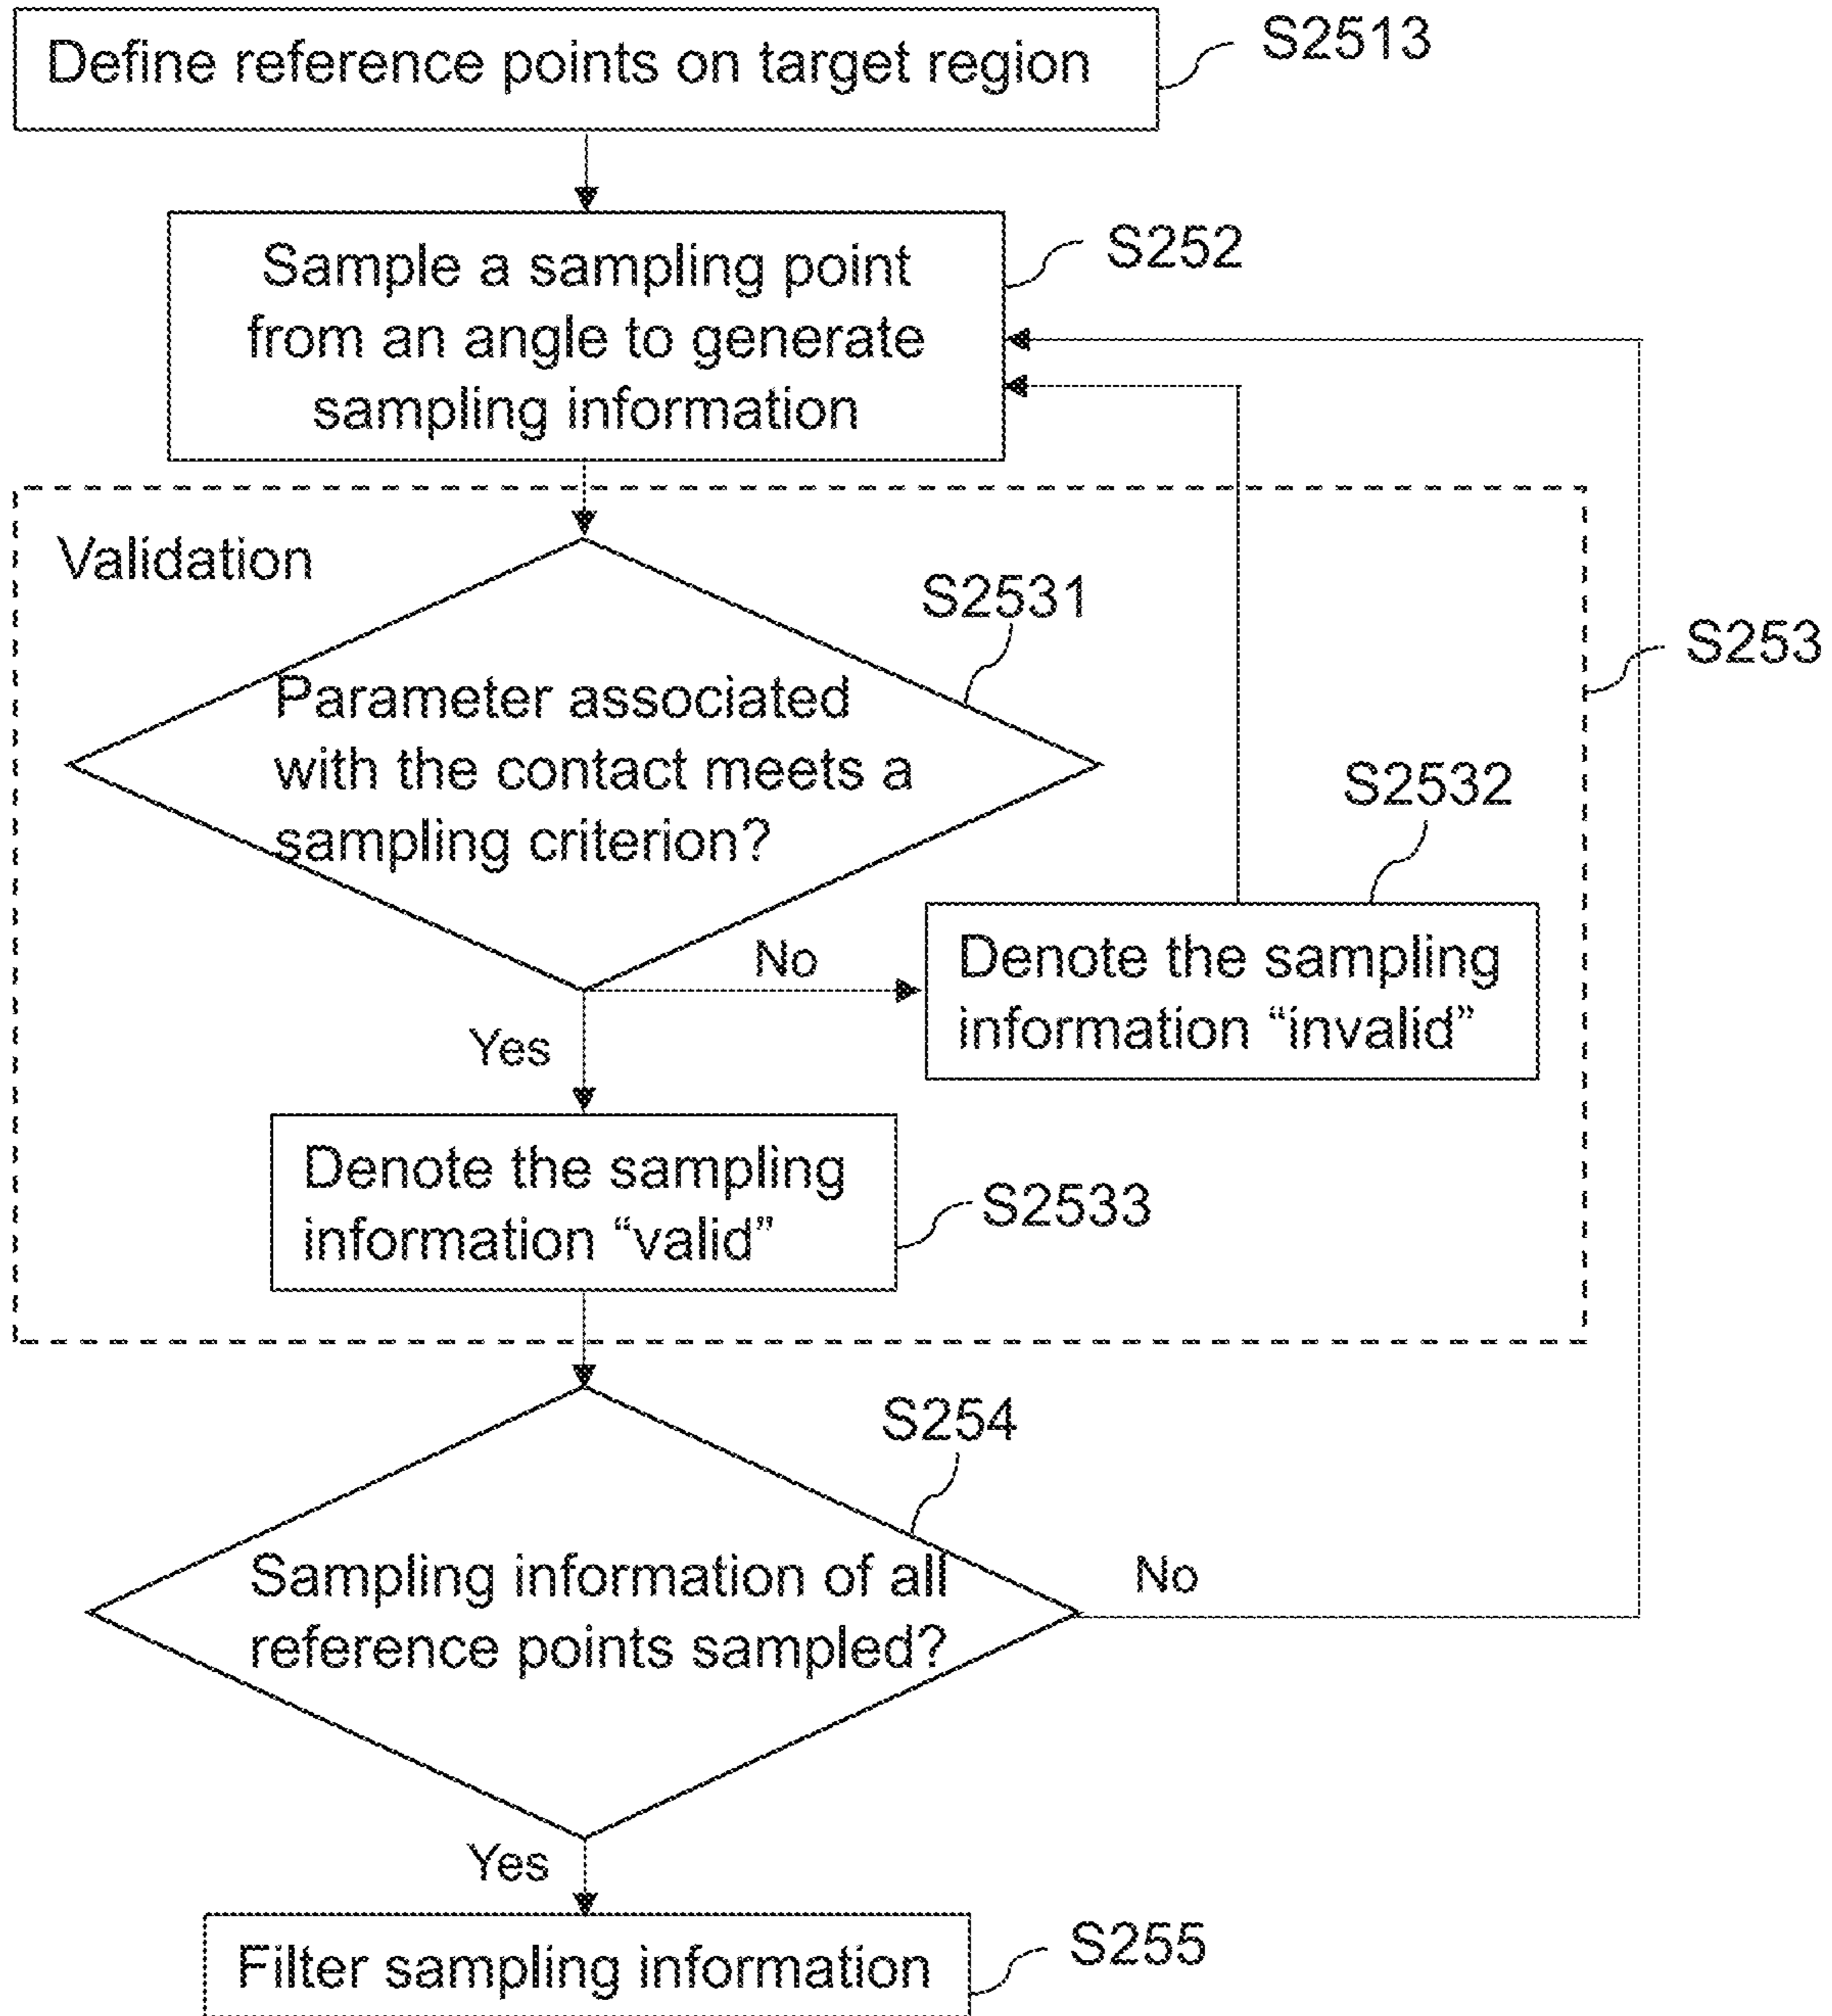 Define reference points on target region
S2513
Sample a sampling point
from an angle to generate
sampling information
S252
Validation
S2531
Parameter associated
with the contact meets a
sampling criterion?
S253
S2532
No
Denote the sampling
information “invalid”
Yes
Denote the sampling
information “valid”
S2533
S254
Sampling information of all
reference points sampled?
No
Yes
Filter sampling information
S255